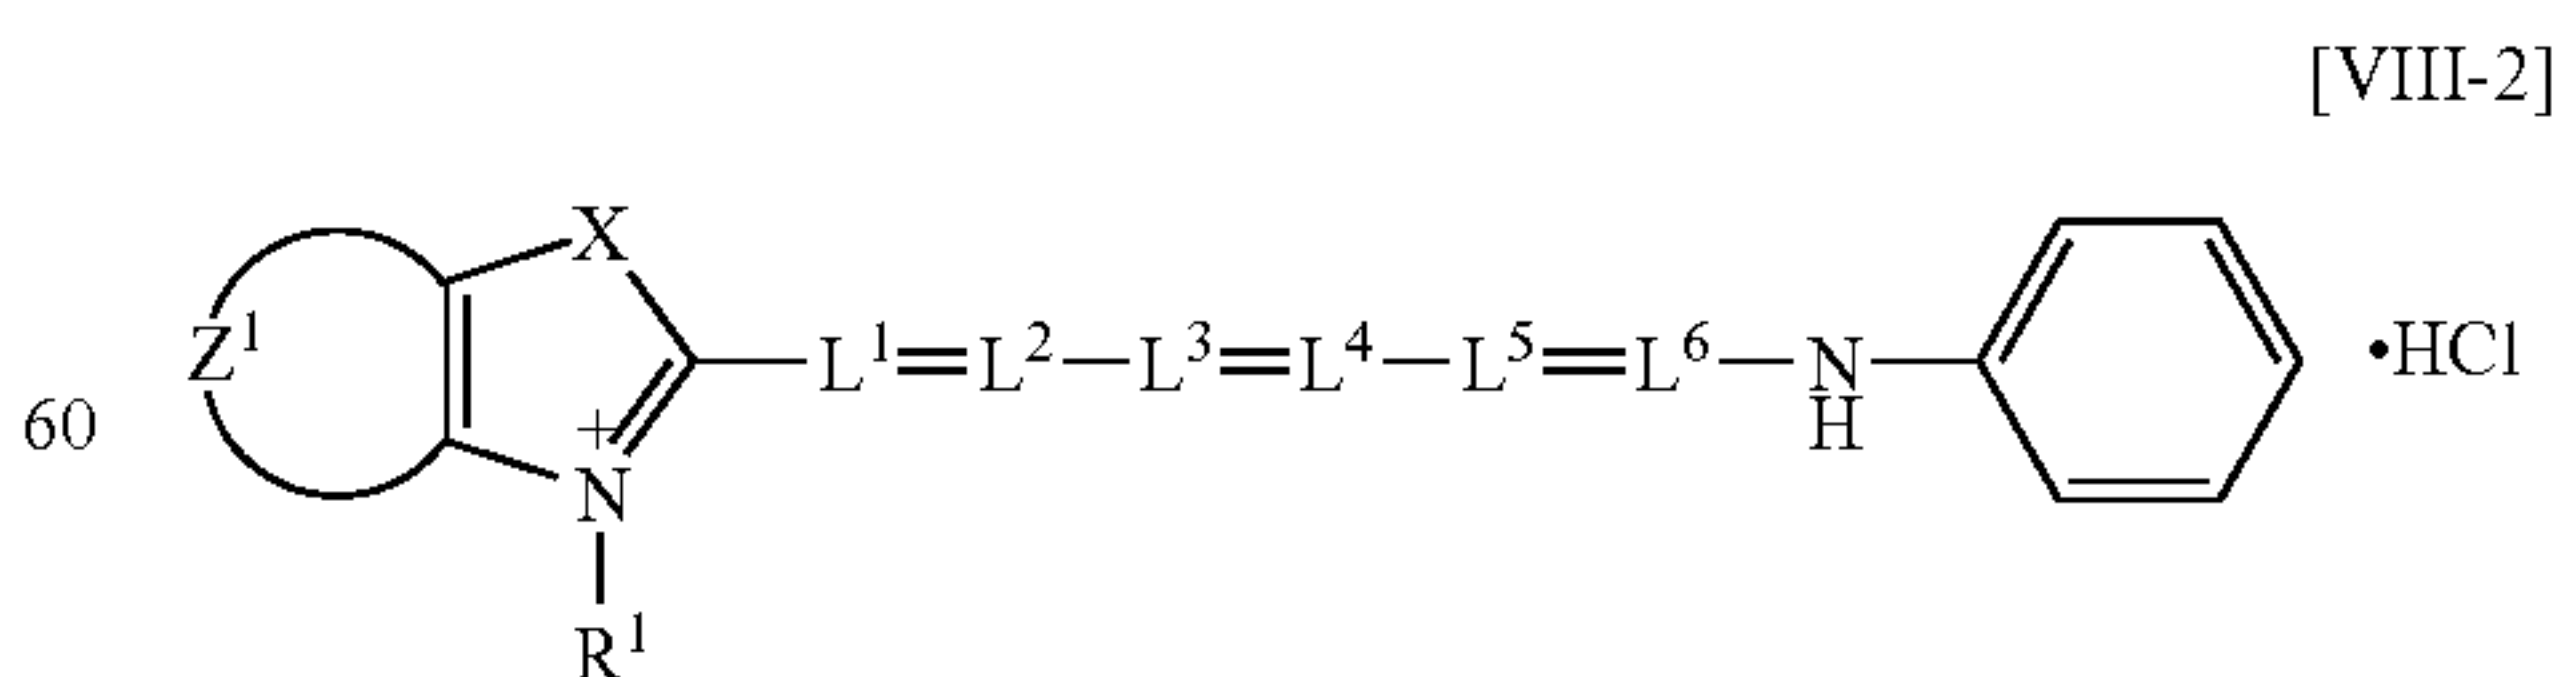 [VIII-2]
X
Z¹
L¹=L²—L³=L⁴—L⁵=L⁶—N
H
•HCl
60
+
N
R¹